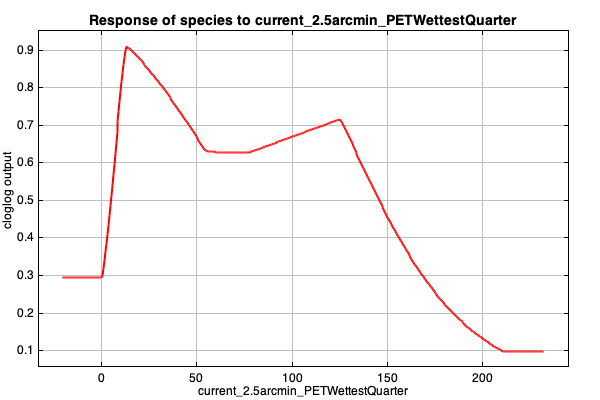 Response of species to current_2.5arcmin_PETWettestQuarter
cloglog output
0.9
0.8
0.7
0.6
0.5
0.4
0.3
0.2
0.1
0 50 100 150 200
current_2.5arcmin_PETWettestQuarter